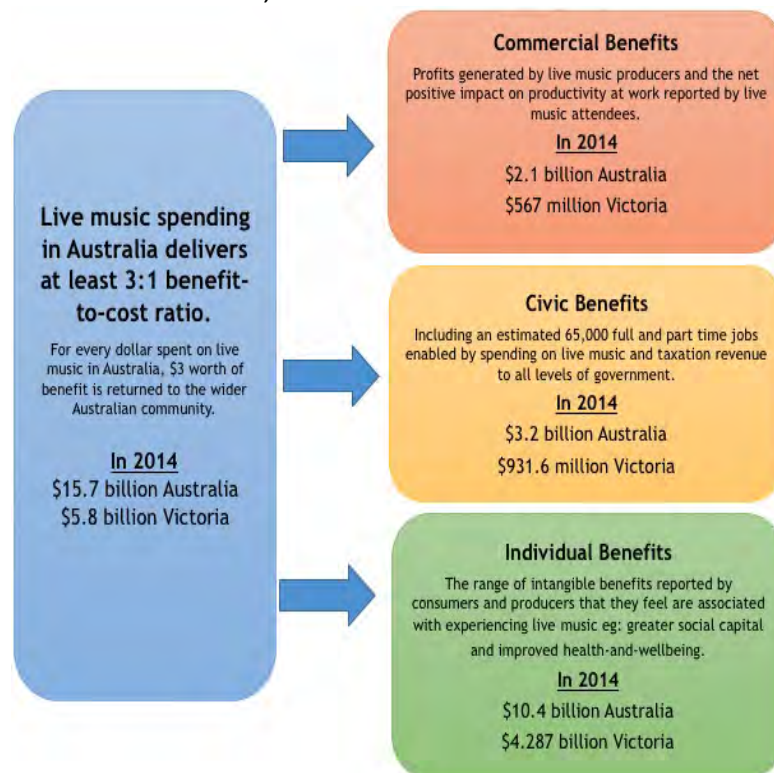 Live music spending
in Australia delivers
at least 3:1 benefit-
to-cost ratio.
For every dollar spent on live
music in Australia, $3 worth of
benefit is returned to the wider
Australian community.
In 2014
$15.7 billion Australia
$5.8 billion Victoria
Commercial Benefits
Profits generated by live music producers and the net
positive impact on productivity at work reported by live
music attendees.
In 2014
$2.1 billion Australia
$567 million Victoria
Civic Benefits
Including an estimated 65,000 full and part time jobs
enabled by spending on live music and taxation revenue
to all levels of government.
In 2014
$3.2 billion Australia
$931.6 million Victoria
Individual Benefits
The range of intangible benefits reported by
consumers and producers that they feel are associated
with experiencing live music eg: greater social capital
and improved health-and-wellbeing.
In 2014
$10.4 billion Australia
$4.287 billion Victoria